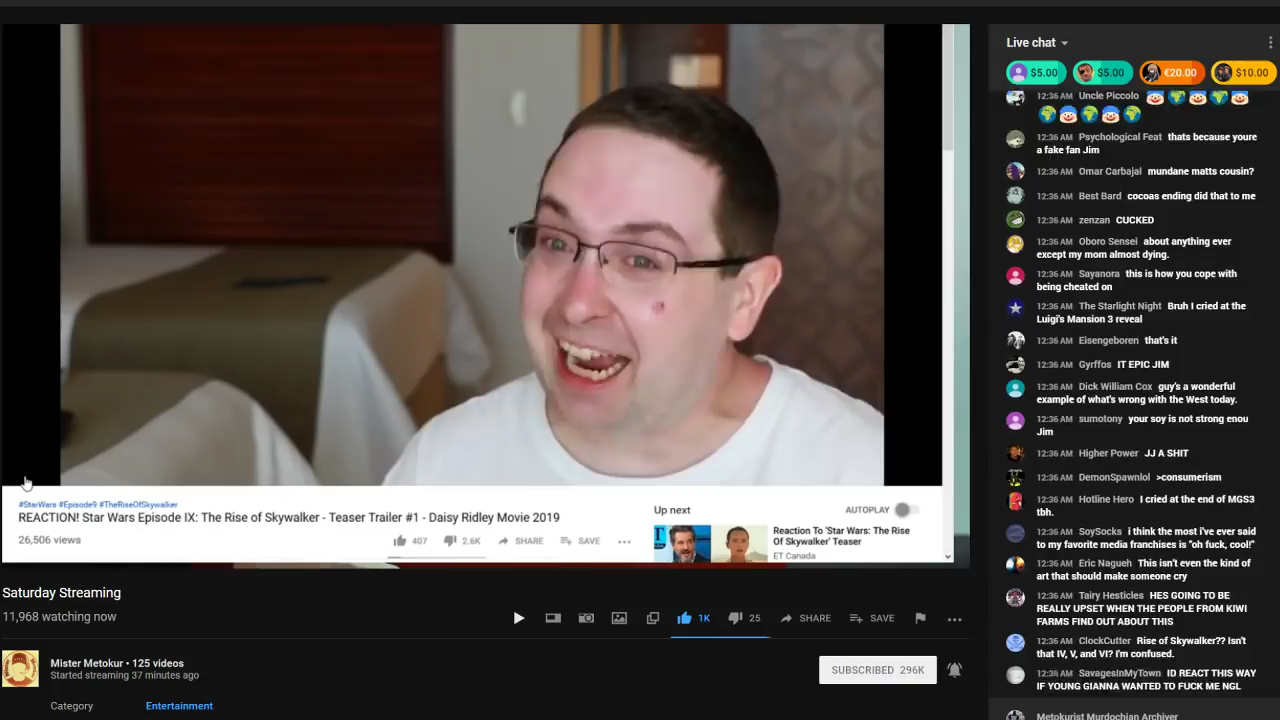 #StarWars #Episode9 #TheRiseOfSkywalker
REACTION! Star Wars Episode IX: The Rise of Skywalker - Teaser Trailer #1 - Daisy Ridley Movie 2019
26,506 views
407
2.6K
SHARE
SAVE
Up next
AUTOPLAY
Reaction To 'Star Wars: The Rise
Of Skywalker' Teaser
ET Canada
Saturday Streaming
11,968 watching now
1K
25
SHARE
SAVE
Mister Metokur • 125 videos
Started streaming 37 minutes ago
SUBSCRIBED 296K
Category
Entertainment
Live chat
$5.00
$5.00
€20.00
$10.00
12:36 AM Uncle Piccolo 🤡🌍🤡🌍🤡
🌍🤡🌍🤡🌍
12:36 AM Psychological Feat thats because youre
a fake fan Jim
12:36 AM Omar Carbajal mundane matts cousin?
12:36 AM Best Bard cocoas ending did that to me
12:36 AM zenzan CUCKED
12:36 AM Oboro Sensei about anything ever
except my mom almost dying.
12:36 AM Sayanora this is how you cope with
being cheated on
12:36 AM The Starlight Night Bruh I cried at the
Luigi's Mansion 3 reveal
12:36 AM Eisengeboren that's it
12:36 AM Gyrffos IT EPIC JIM
12:36 AM Dick William Cox guy's a wonderful
example of what's wrong with the West today.
12:36 AM sumotony your soy is not strong enou
Jim
12:36 AM Higher Power JJ A SHIT
12:36 AM DemonSpawnlol >consumerism
12:36 AM Hotline Hero I cried at the end of MGS3
tbh.
12:36 AM SoySocks i think the most i've ever said
to my favorite media franchises is "oh fuck, cool!"
12:36 AM Eric Nagueh This isn't even the kind of
art that should make someone cry
12:36 AM Tairy Hesticles HES GOING TO BE
REALLY UPSET WHEN THE PEOPLE FROM KIWI
FARMS FIND OUT ABOUT THIS
12:36 AM ClockCutter Rise of Skywalker?? Isn't
that IV, V, and VI? I'm confused.
12:36 AM SavagesInMyTown ID REACT THIS WAY
IF YOUNG GIANNA WANTED TO FUCK ME NGL
Metokurist Murdochian Archiver